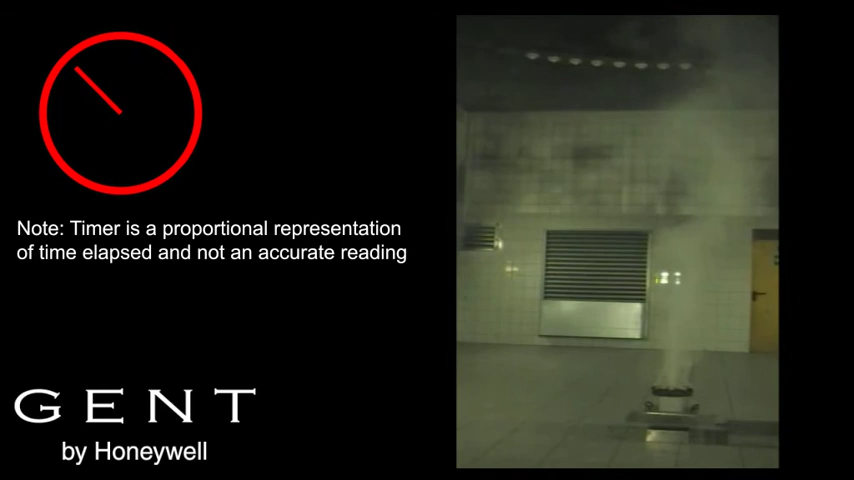 Note: Timer is a proportional representation
of time elapsed and not an accurate reading
GENT
by Honeywell